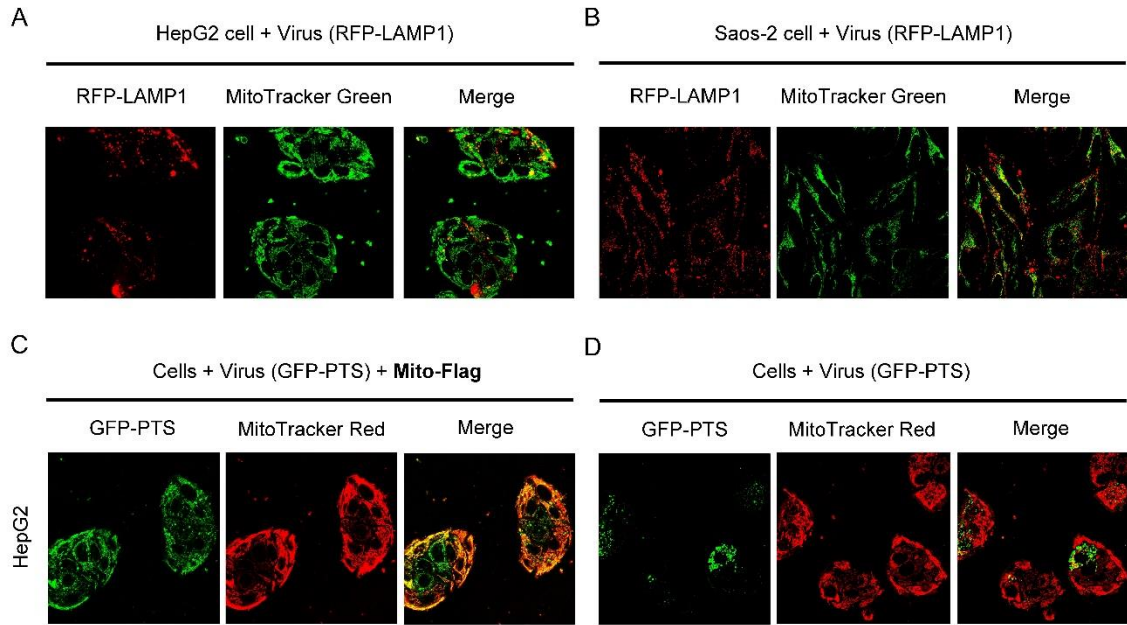 A
HepG2 cell + Virus (RFP-LAMP1)
RFP-LAMP1 MitoTracker Green Merge
B
Saos-2 cell + Virus (RFP-LAMP1)
RFP-LAMP1 MitoTracker Green Merge
C
Cells + Virus (GFP-PTS) + Mito-Flag
GFP-PTS MitoTracker Red Merge
HepG2
D
Cells + Virus (GFP-PTS)
GFP-PTS MitoTracker Red Merge